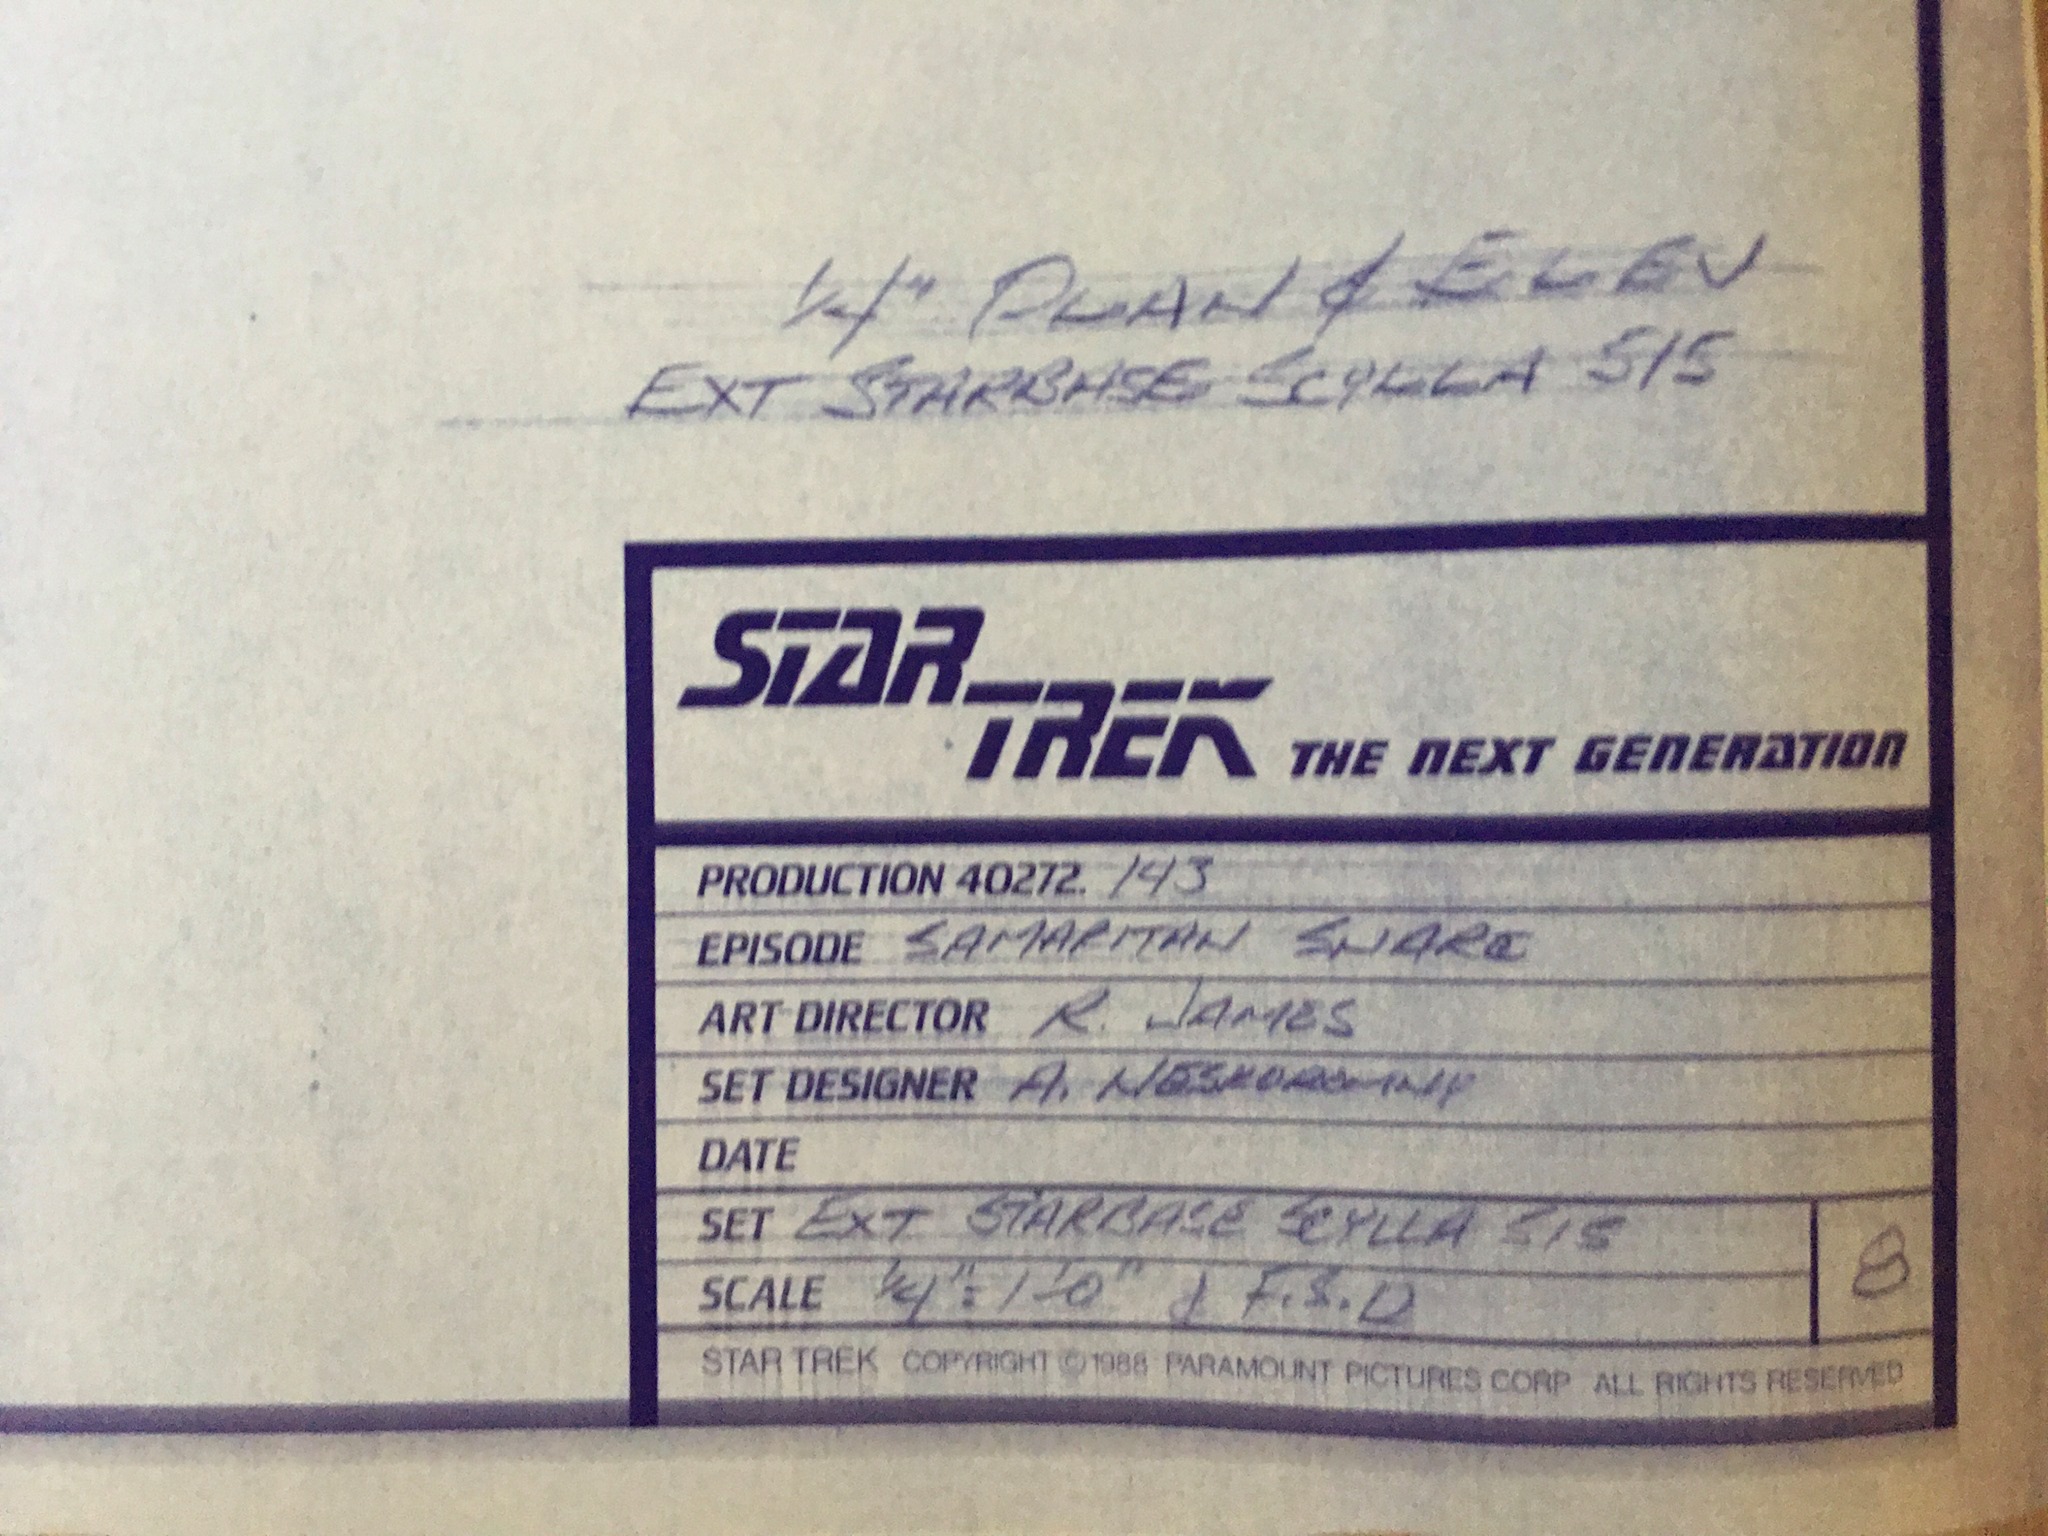 1/4" PLAN & ELEV
EXT STARBASE SCYLLA 515
STAR
TREK THE NEXT GENERATION
PRODUCTION 40272. 143
EPISODE SAMARITAN SNARE
ART DIRECTOR R. JAMES
SET DESIGNER A. NESKOROMNY
DATE
SET EXT STARBASE SCYLLA 515
8
SCALE 1/4" = 1'-0" & F.S.D
STAR TREK COPYRIGHT © 1988 PARAMOUNT PICTURES CORP ALL RIGHTS RESERVED